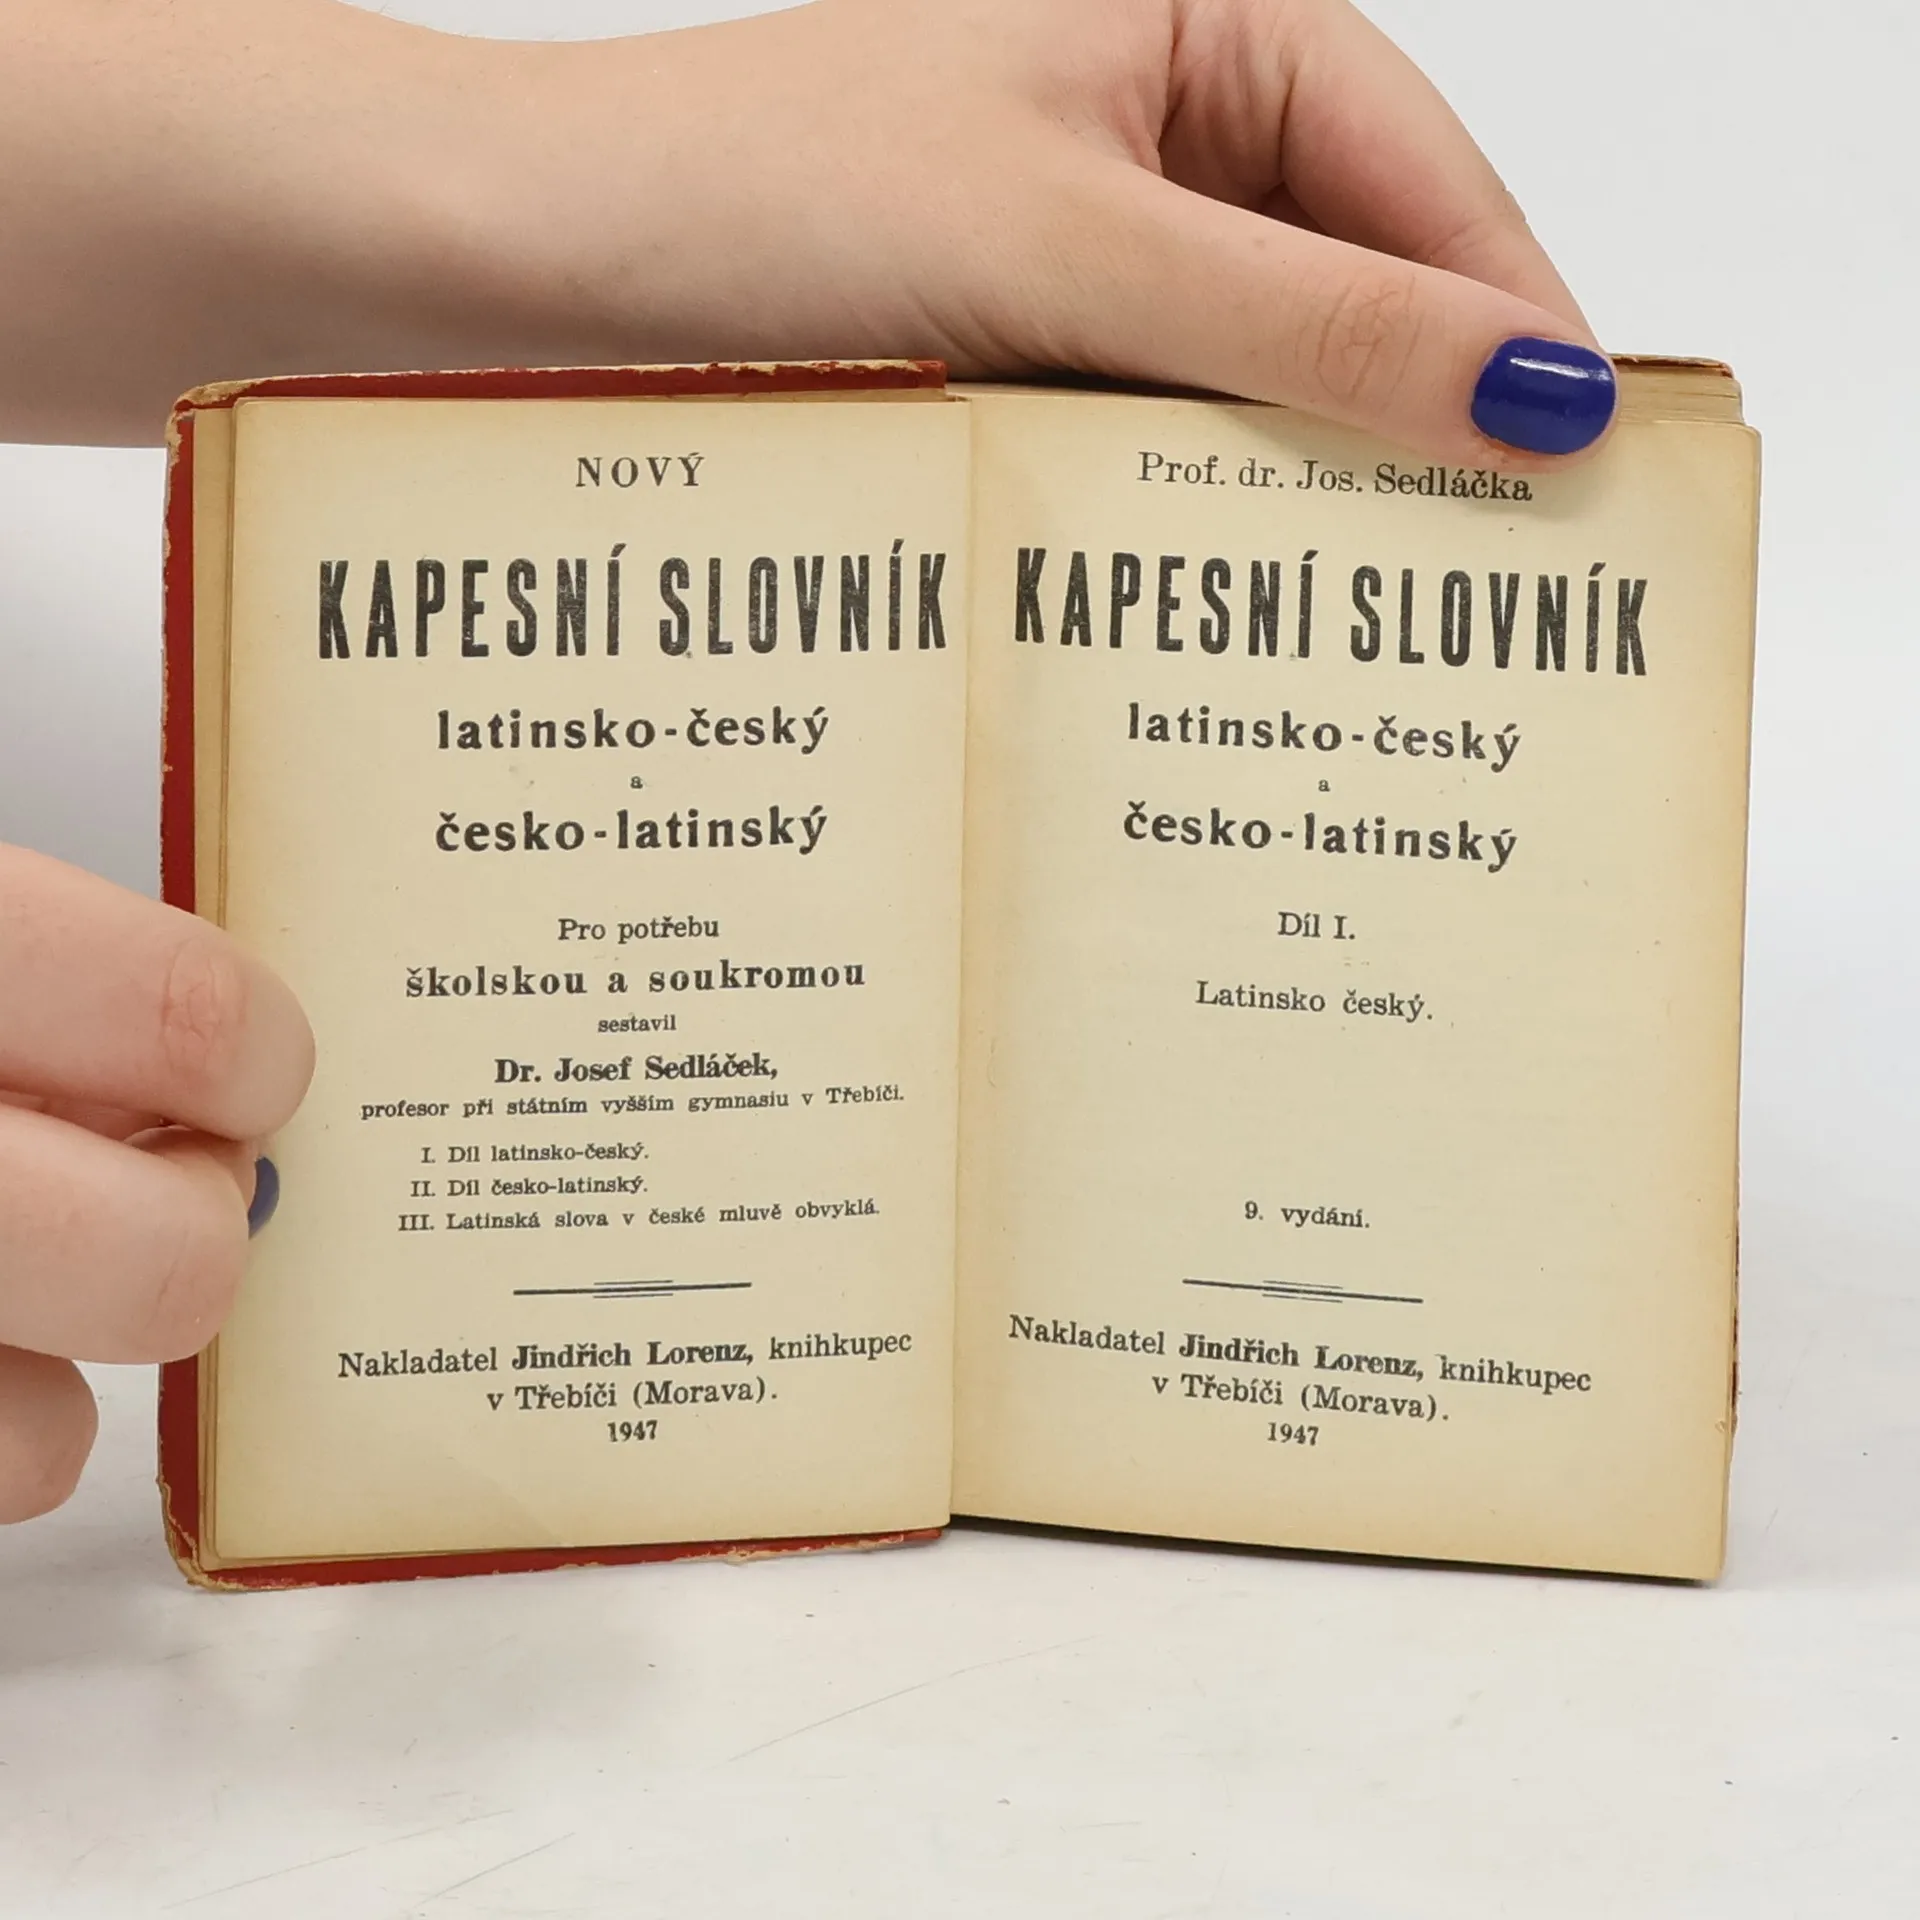 NOVÝ
KAPESNÍ SLOVNÍK
latinsko-český
a
česko-latinský
Pro potřebu
školskou a soukromou
sestavil
Dr. Josef Sedláček,
profesor při státním vyšším gymnasiu v Třebíči.
I. Díl latinsko-český.
II. Díl česko-latinský.
III. Latinská slova v české mluvě obvyklá.
Nakladatel Jindřich Lorenz, knihkupec
v Třebíči (Morava).
1947
Prof. dr. Jos. Sedláčka
KAPESNÍ SLOVNÍK
latinsko-český
a
česko-latinský
Díl I.
Latinsko český.
9. vydání.
Nakladatel Jindřich Lorenz, knihkupec
v Třebíči (Morava).
1947